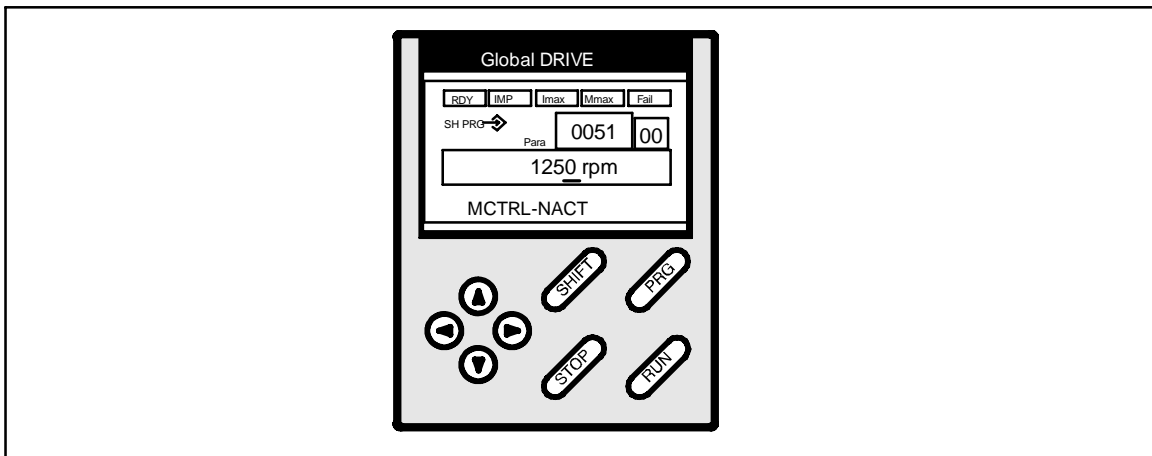 Global DRIVE
RDY IMP Imax Mmax Fail
SH PRG
Para 0051 00
1250 rpm
MCTRL-NACT
SHIFT PRG
STOP RUN